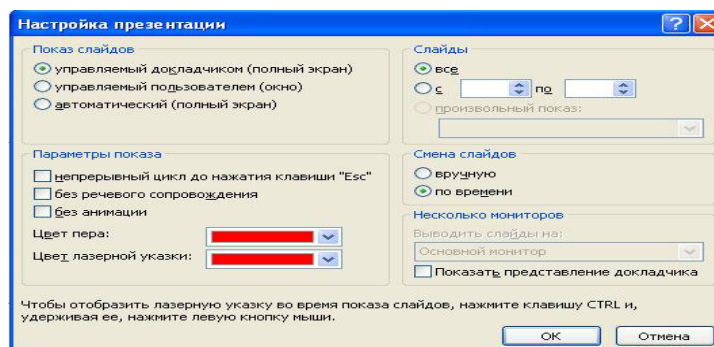 Настройка презентации
Показ слайдов
управляемый докладчиком (полный экран)
управляемый пользователем (окно)
автоматический (полный экран)
Слайды
все
с по
произвольный показ:
Параметры показа
непрерывный цикл до нажатия клавиши "Esc"
без речевого сопровождения
без анимации
Цвет пера:
Цвет лазерной указки:
Смена слайдов
вручную
по времени
Несколько мониторов
Выводить слайды на:
Основной монитор
Показать представление докладчика
Чтобы отобразить лазерную указку во время показа слайдов, нажмите клавишу CTRL и,
удерживая ее, нажмите левую кнопку мыши.
ОК Отмена